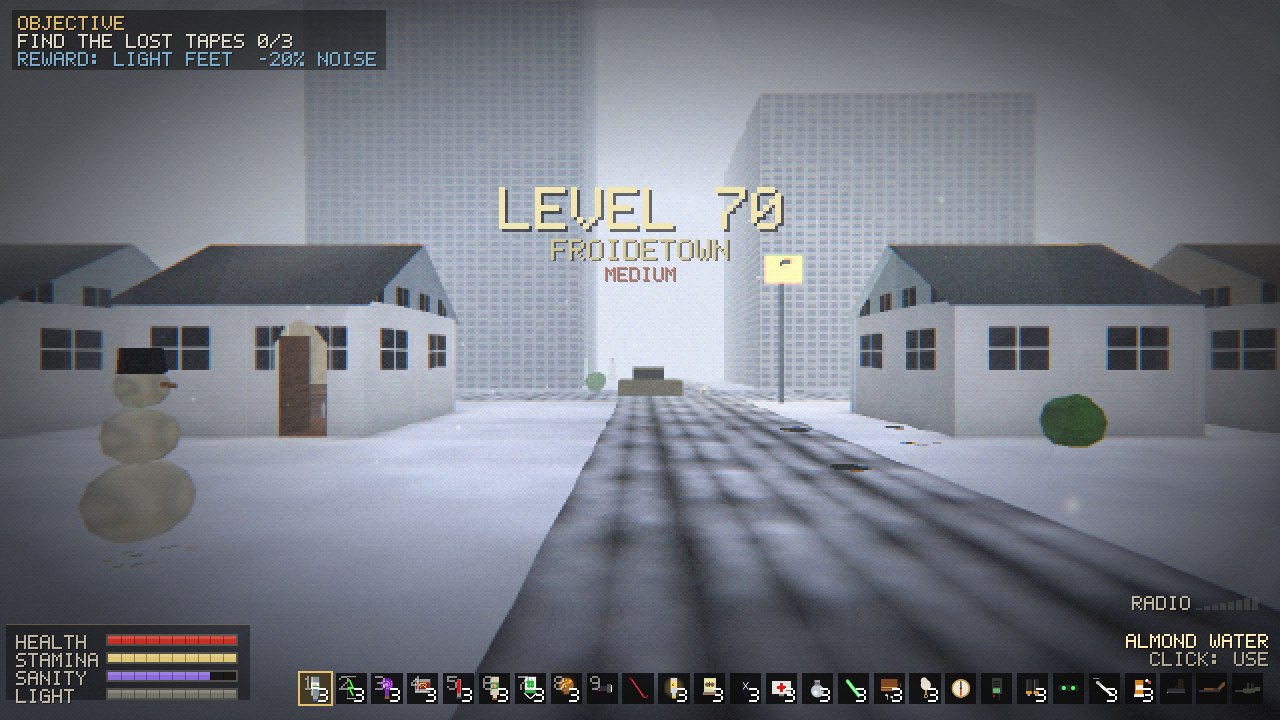 OBJECTIVE
FIND THE LOST TAPES 0/3
REWARD: LIGHT FEET -20% NOISE
LEVEL 70
FROIDETOWN
MEDIUM
RADIO
ALMOND WATER
CLICK: USE
HEALTH
STAMINA
SANITY
LIGHT